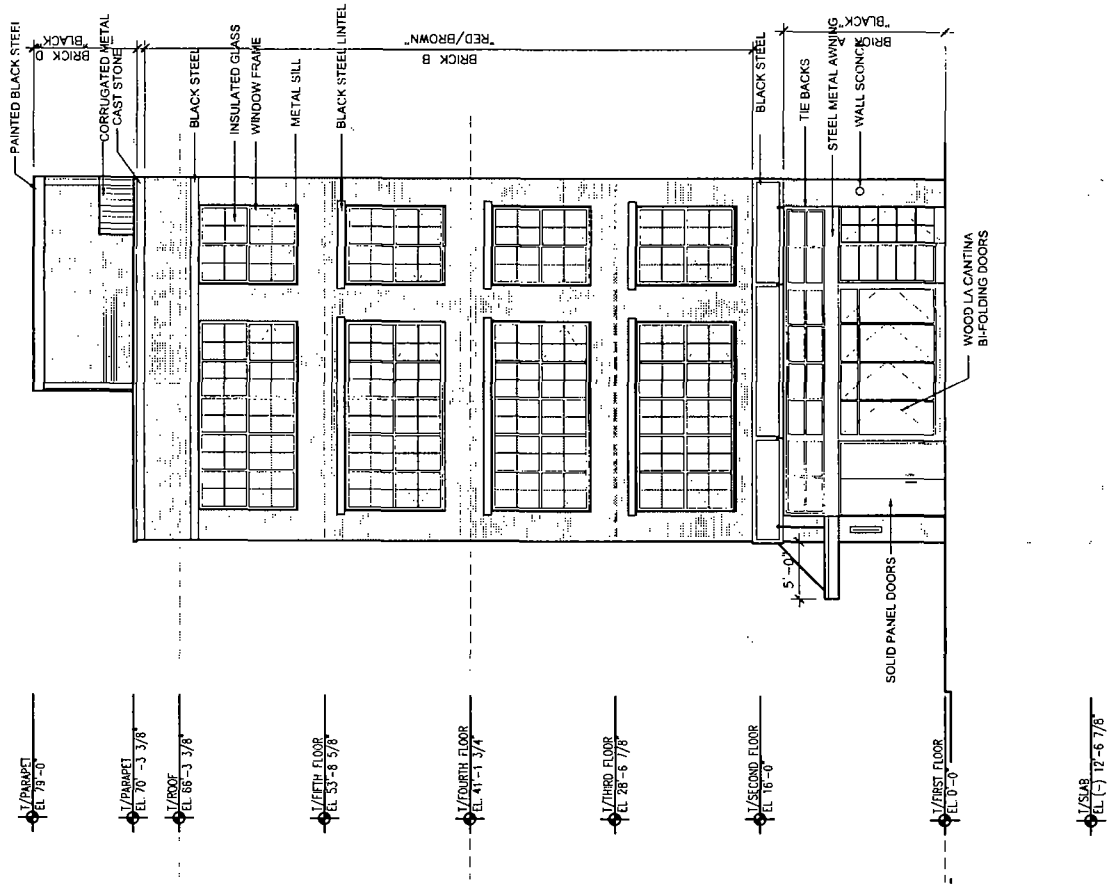 PAINTED BLACK STEEL
BRICK D
"BLACK"
CORRUGATED METAL
CAST STONE
BLACK STEEL
INSULATED GLASS
WINDOW FRAME
METAL SILL
BLACK STEEL LINTEL
BRICK B
"RED/BROWN"
BLACK STEEL
BRICK A
"BLACK"
TIE BACKS
STEEL METAL AWNING
WALL SCONCE
WOOD LA CANTINA
BI-FOLDING DOORS
SOLID PANEL DOORS
5'-0"
T/PARAPET
EL. 79'-0"
T/PARAPET
EL. 70'-3 3/8"
T/ROOF
EL. 66'-3 3/8"
T/FIFTH FLOOR
EL. 53'-8 5/8"
T/FOURTH FLOOR
EL. 41'-1 3/4"
T/THIRD FLOOR
EL. 28'-6 7/8"
T/SECOND FLOOR
EL. 16'-0"
T/FIRST FLOOR
EL. 0'-0"
T/SLAB
EL. (-) 12'-6 7/8"